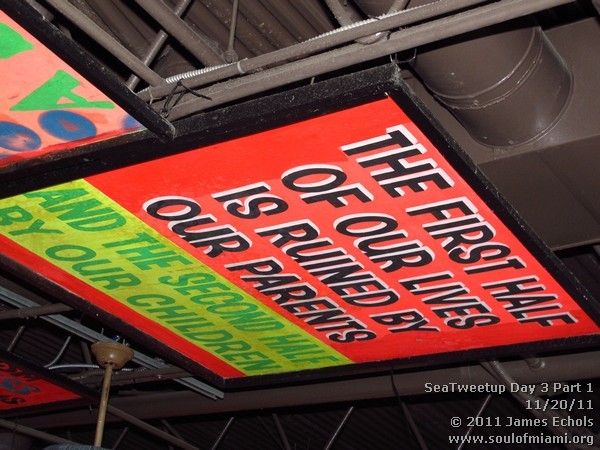 THE FIRST HALF
OF OUR LIVES
IS RUINED BY
OUR PARENTS
AND THE SECOND HALF
BY OUR CHILDREN
SeaTweetup Day 3 Part 1
11/20/11
© 2011 James Echols
www.soulofmiami.org